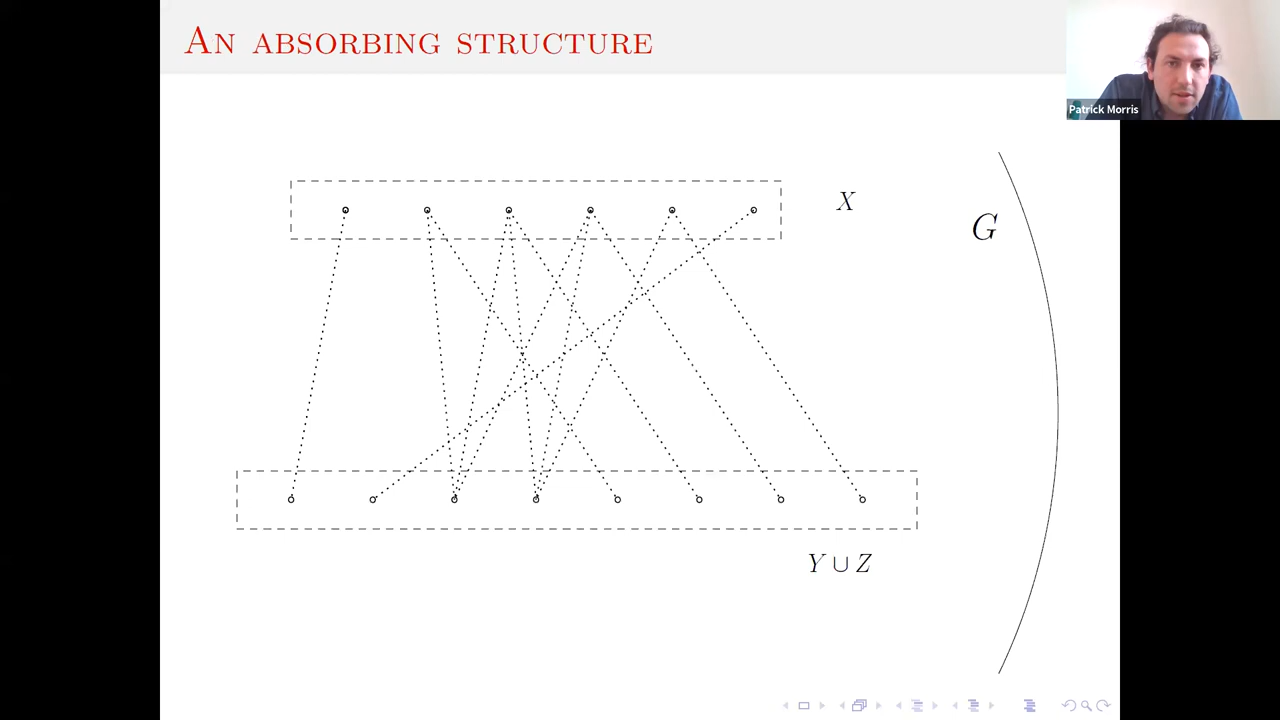 An absorbing structure
Patrick Morris
X
G
Y ∪ Z